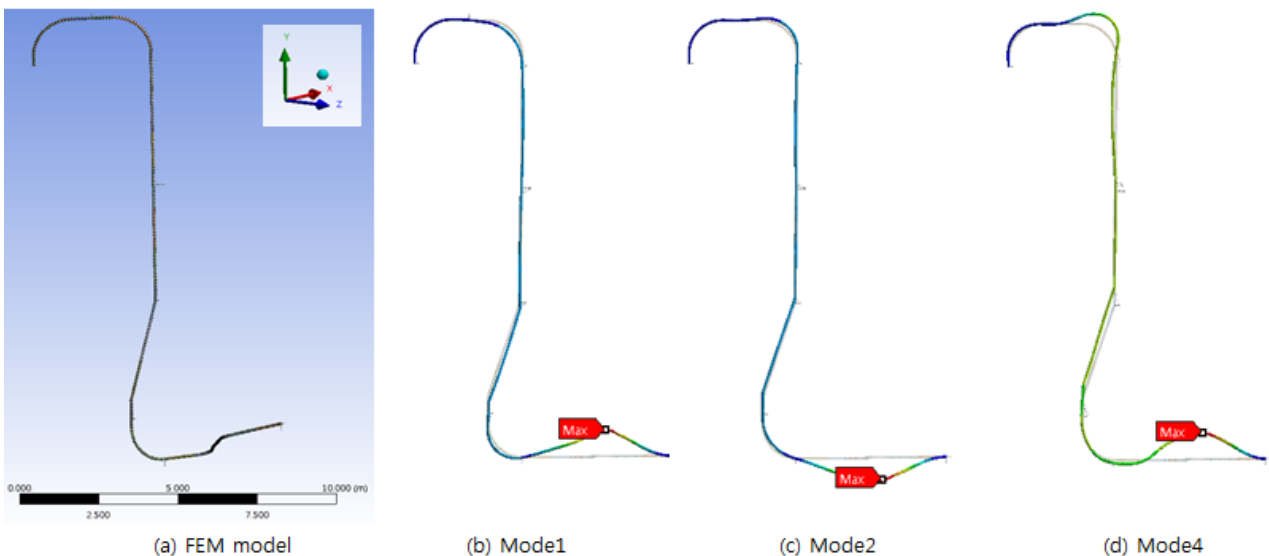 Y
X
Z
Max
Max
Max
0.000 5.000 10.000 (m)
2.500 7.500
(a) FEM model (b) Mode1 (c) Mode2 (d) Mode4